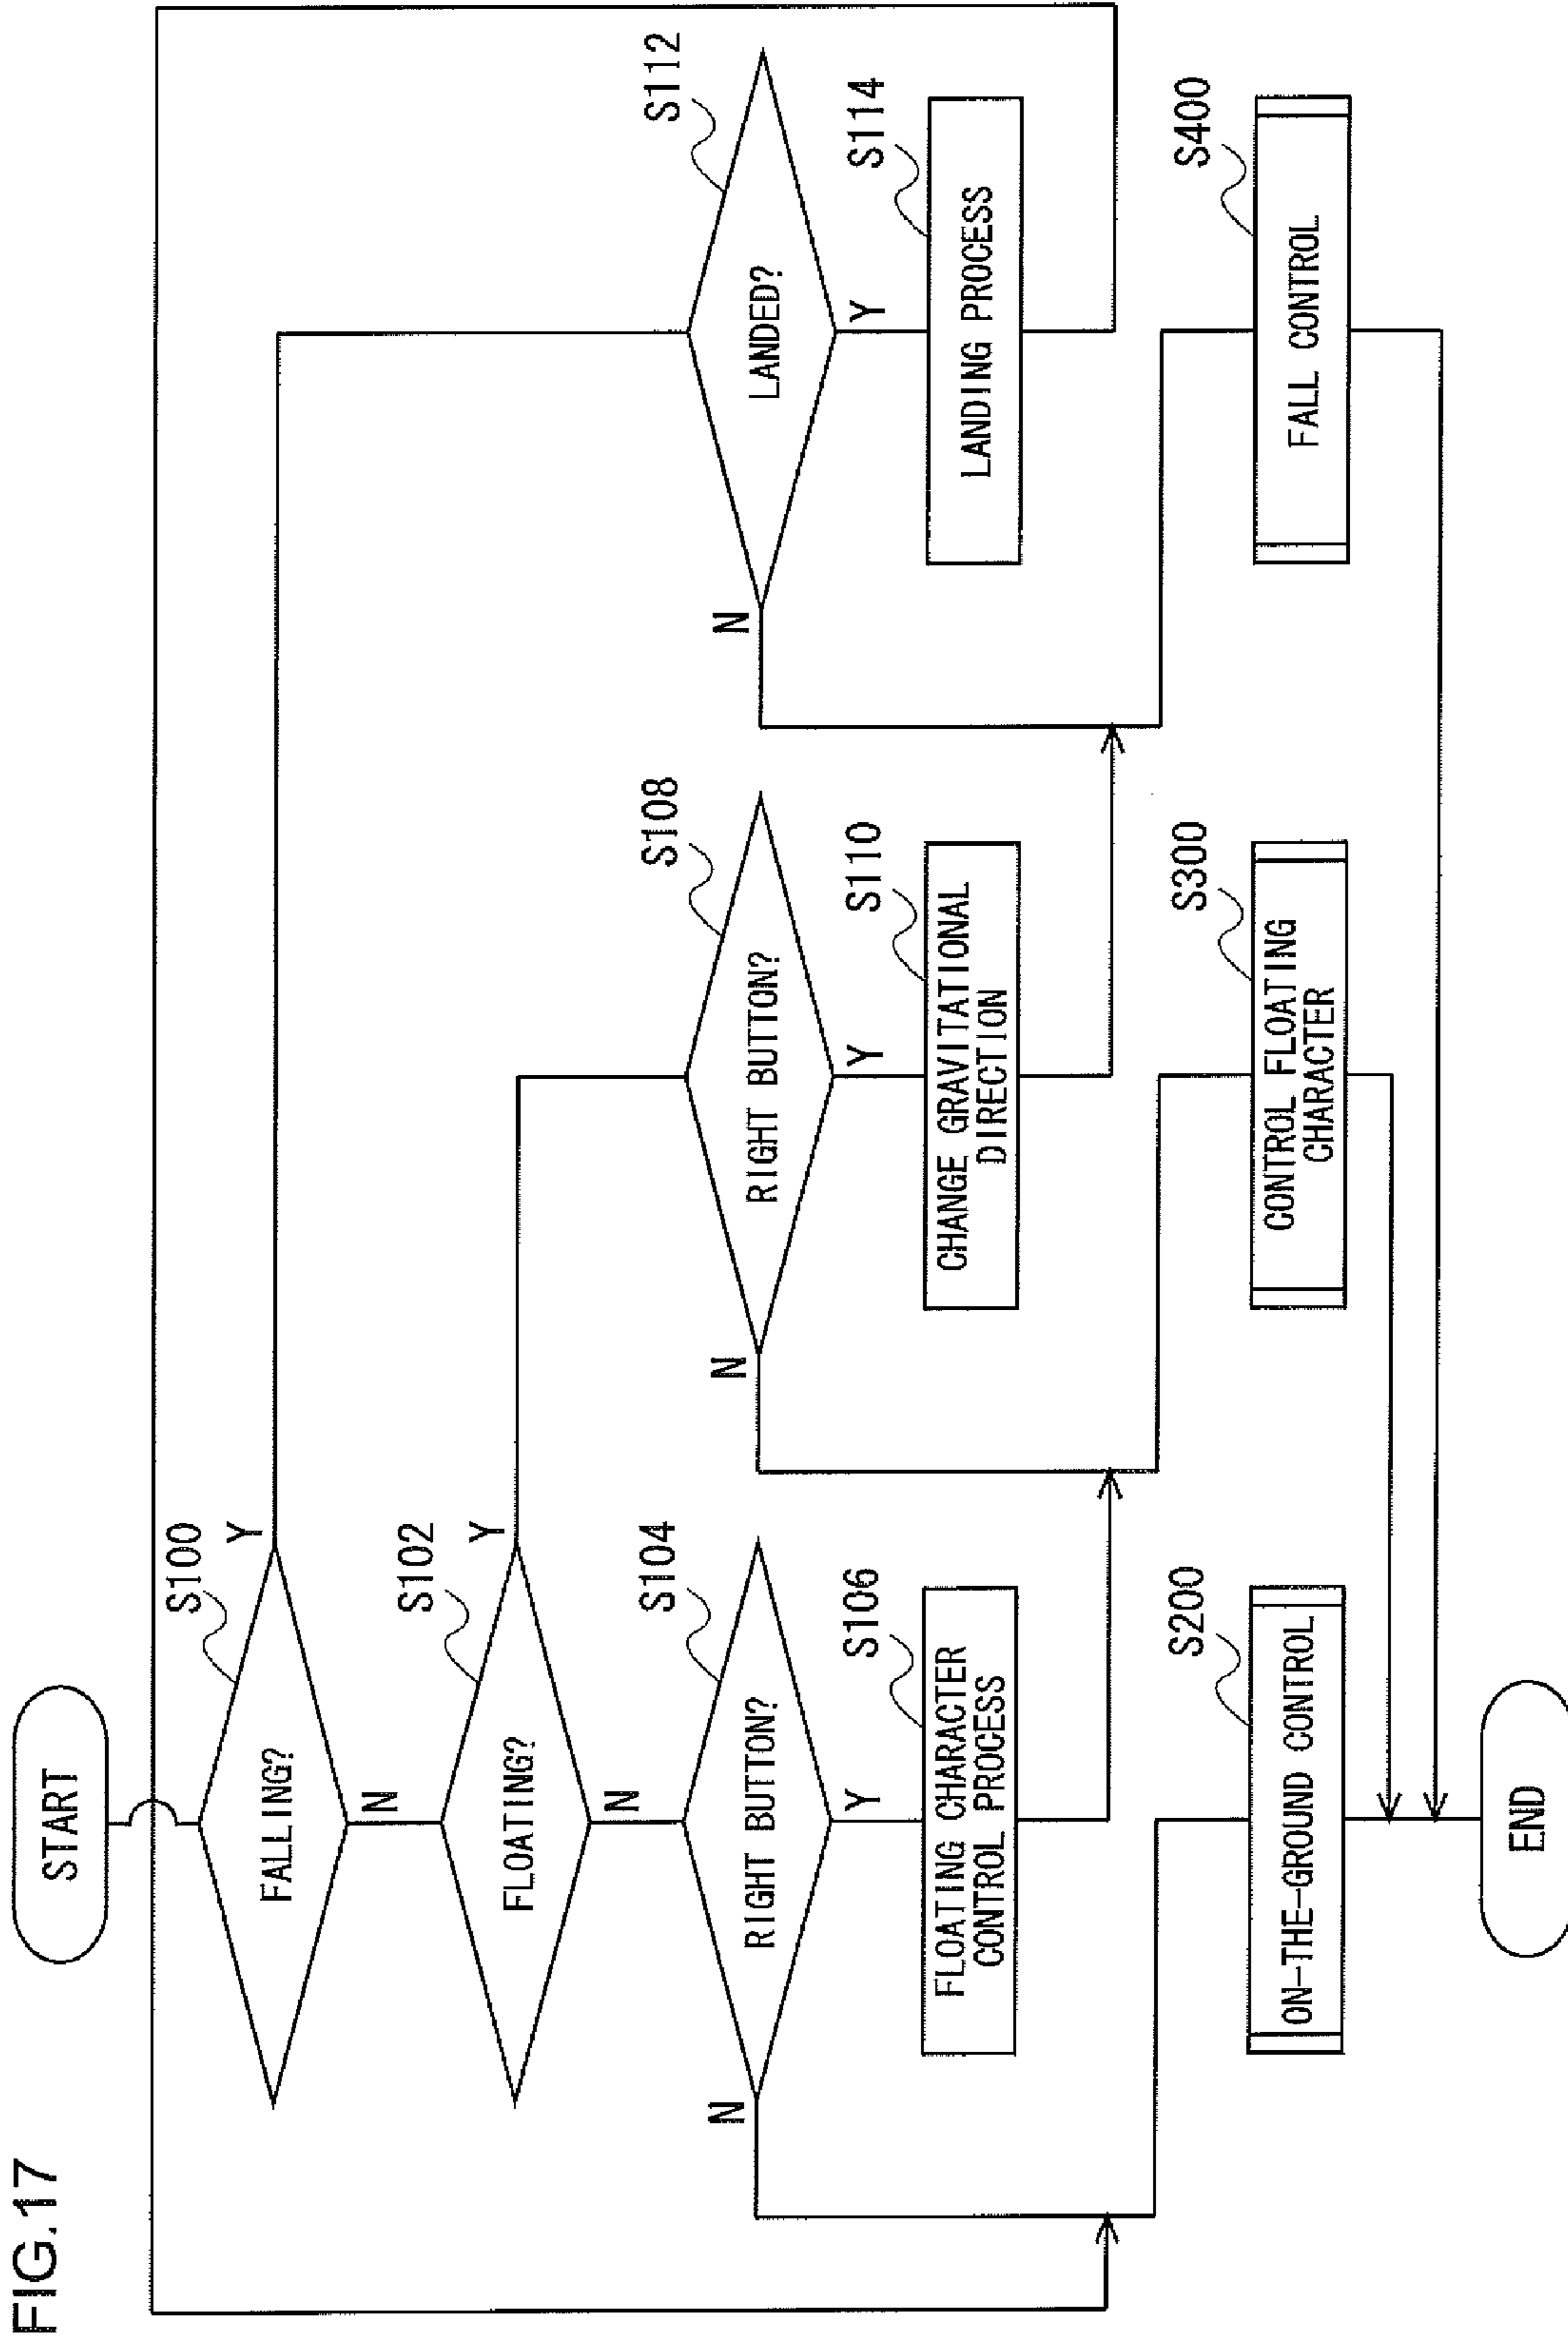 FIG.17
START
S100
FALLING?
Y
N
S102
FLOATING?
Y
N
S104
RIGHT BUTTON?
N
Y
S108
RIGHT BUTTON?
N
Y
S112
LANDED?
N
Y
S106
FLOATING CHARACTER
CONTROL PROCESS
S110
CHANGE GRAVITATIONAL
DIRECTION
S114
LANDING PROCESS
S200
ON-THE-GROUND CONTROL
S300
CONTROL FLOATING
CHARACTER
S400
FALL CONTROL
END